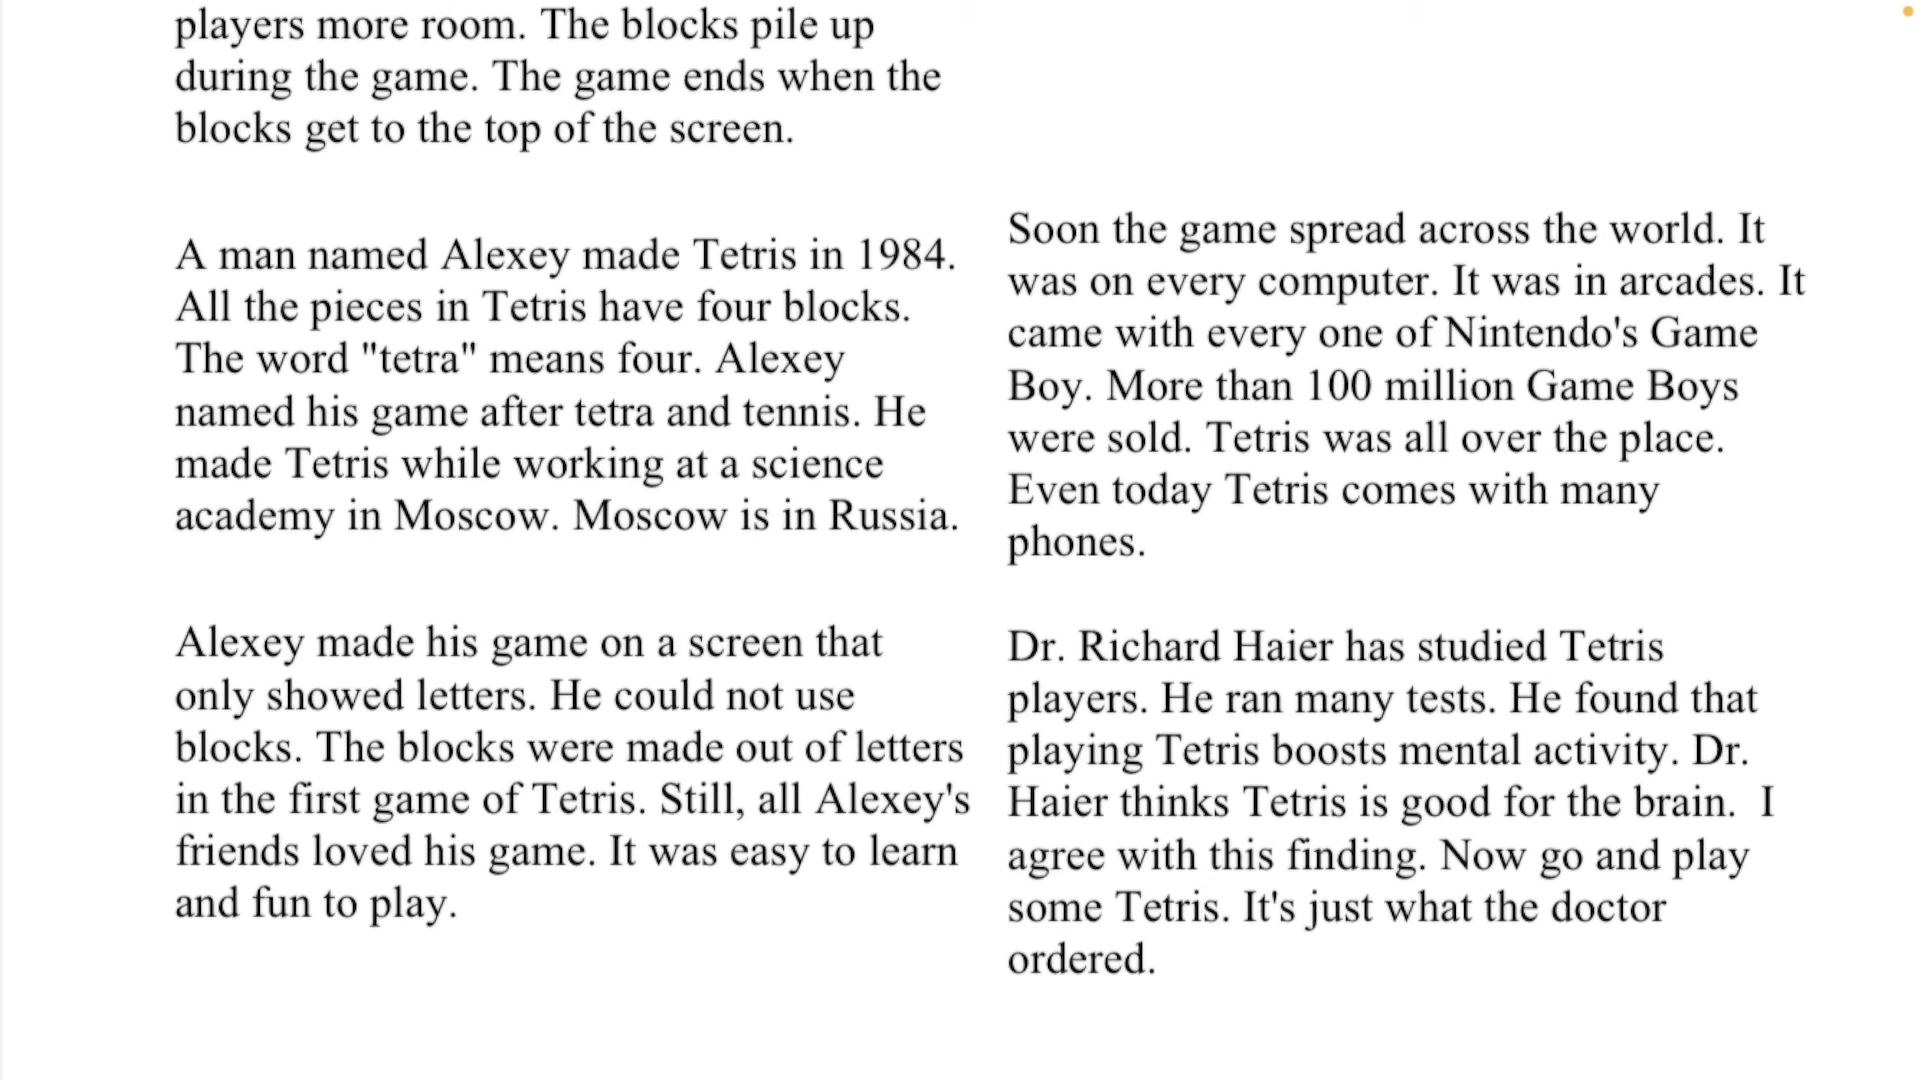 players more room. The blocks pile up
during the game. The game ends when the
blocks get to the top of the screen.
A man named Alexey made Tetris in 1984.
All the pieces in Tetris have four blocks.
The word "tetra" means four. Alexey
named his game after tetra and tennis. He
made Tetris while working at a science
academy in Moscow. Moscow is in Russia.
Alexey made his game on a screen that
only showed letters. He could not use
blocks. The blocks were made out of letters
in the first game of Tetris. Still, all Alexey's
friends loved his game. It was easy to learn
and fun to play.
Soon the game spread across the world. It
was on every computer. It was in arcades. It
came with every one of Nintendo's Game
Boy. More than 100 million Game Boys
were sold. Tetris was all over the place.
Even today Tetris comes with many
phones.
Dr. Richard Haier has studied Tetris
players. He ran many tests. He found that
playing Tetris boosts mental activity. Dr.
Haier thinks Tetris is good for the brain.  I
agree with this finding. Now go and play
some Tetris. It's just what the doctor
ordered.